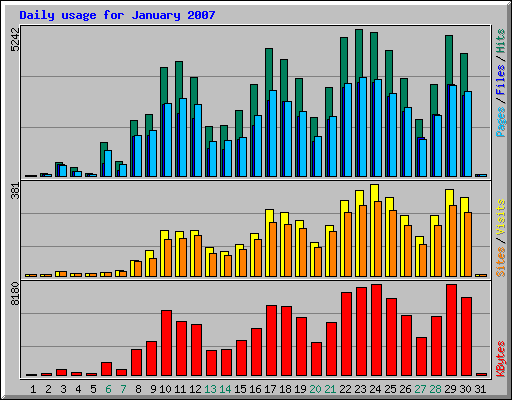 Daily usage for January 2007
5242
Pages / Files / Hits
381
Sites / Visits
8180
KBytes
1 2 3 4 5 6 7 8 9 10 11 12 13 14 15 16 17 18 19 20 21 22 23 24 25 26 27 28 29 30 31